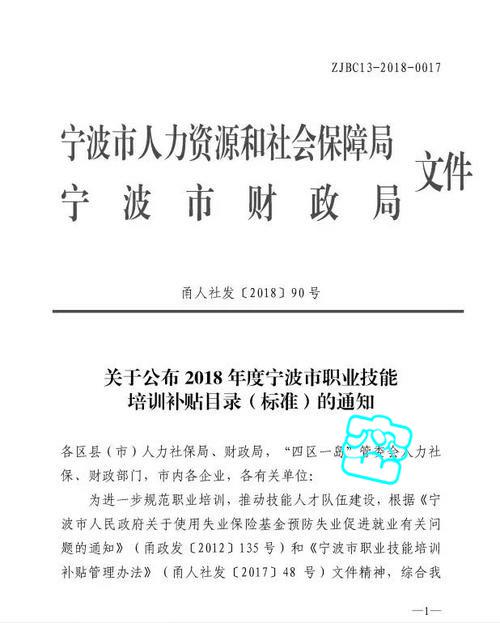 ZJBC13-2018-0017
宁波市人力资源和社会保障局
文件
宁波市财政局
甬人社发〔2018〕90号
关于公布2018年度宁波市职业技能
培训补贴目录（标准）的通知
各区县（市）人力社保局、财政局，“四区一岛”管委会人力社
保、财政部门，市内各企业，各有关单位：
为进一步规范职业培训，推动技能人才队伍建设，根据《宁
波市人民政府关于使用失业保险基金预防失业促进就业有关问
题的通知》（甬政发〔2012〕135号）和《宁波市职业技能培训
补贴管理办法》（甬人社发〔2017〕48 号）文件精神，综合我
—1—